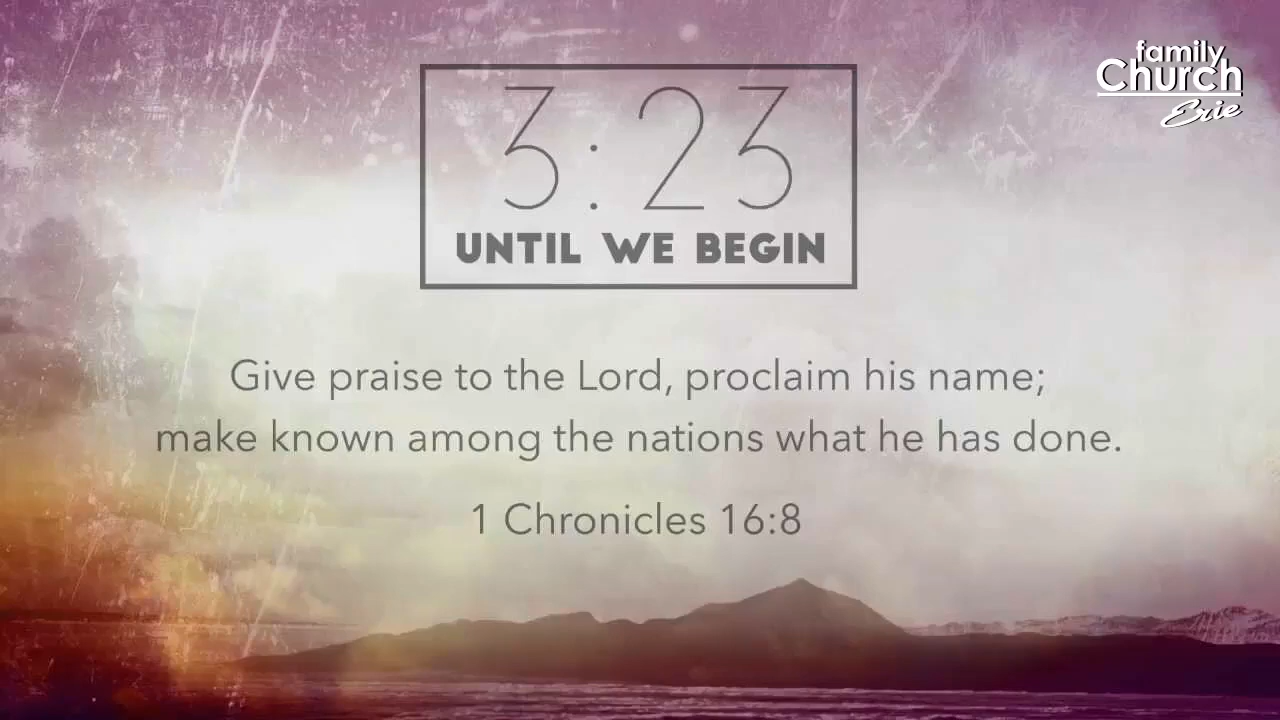 family
Church
Erie
3:23
UNTIL WE BEGIN
Give praise to the Lord, proclaim his name;
make known among the nations what he has done.
1 Chronicles 16:8